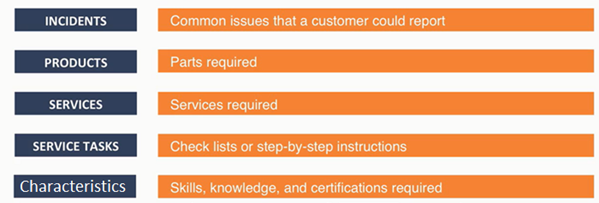 INCIDENTS Common issues that a customer could report
PRODUCTS Parts required
SERVICES Services required
SERVICE TASKS Check lists or step-by-step instructions
Characteristics Skills, knowledge, and certifications required